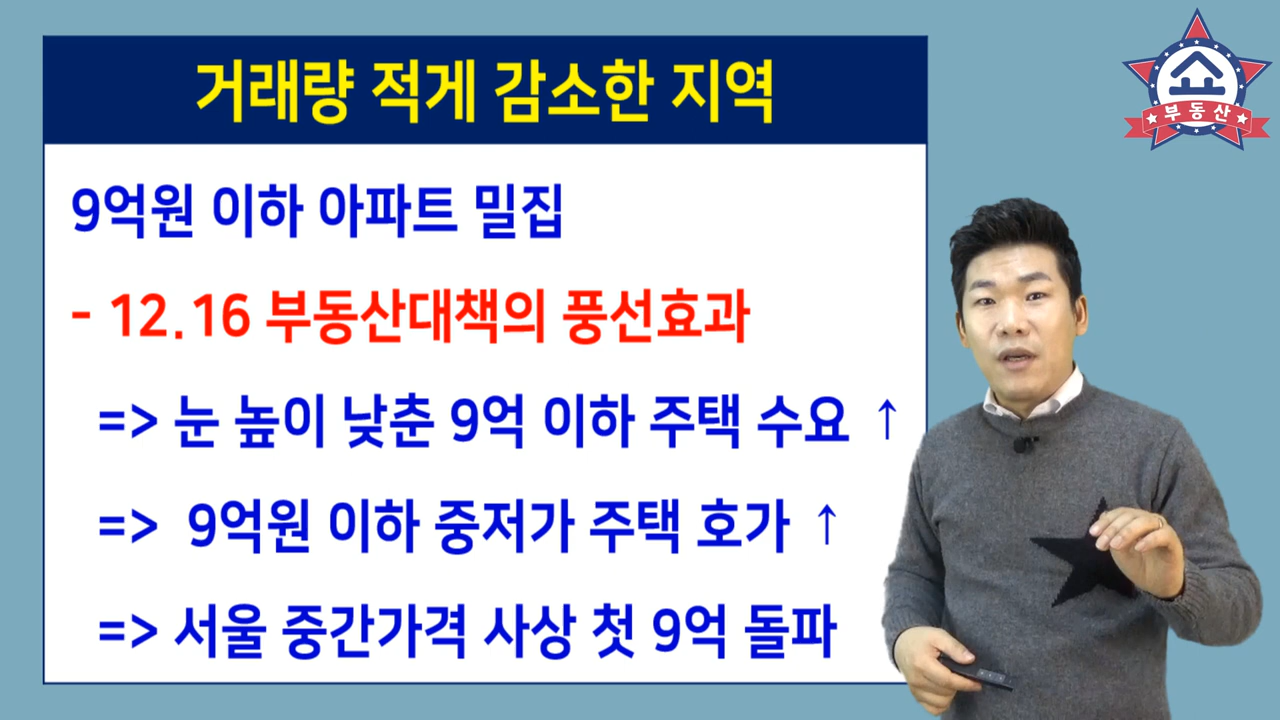 거래량 적게 감소한 지역
9억원 이하 아파트 밀집
- 12.16 부동산대책의 풍선효과
=> 눈 높이 낮춘 9억 이하 주택 수요 ↑
=> 9억원 이하 중저가 주택 호가 ↑
=> 서울 중간가격 사상 첫 9억 돌파
쇼
부동산